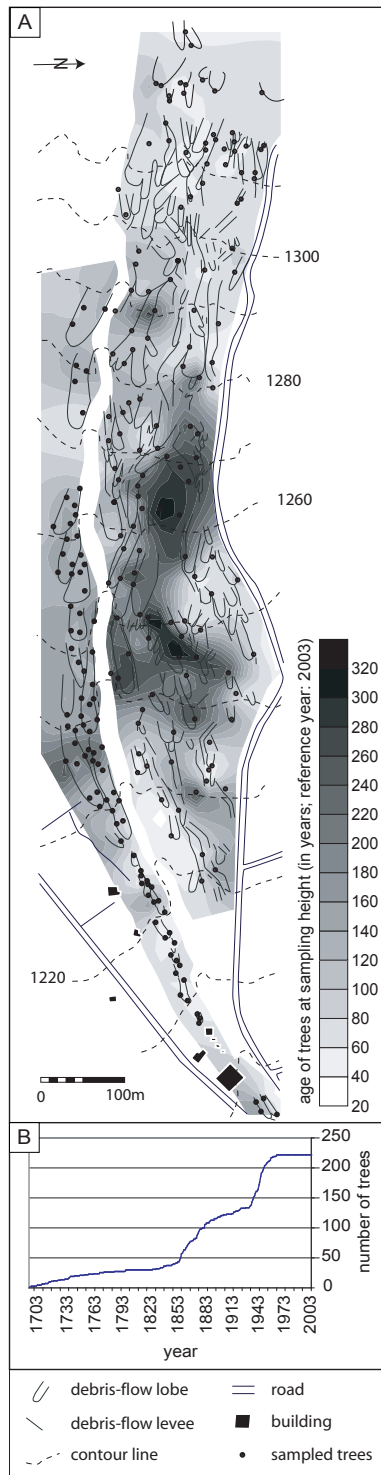 A
N
1300
1280
1260
1220
0 100m
age of trees at sampling height (in years; reference year: 2003)
320
300
280
260
240
220
200
180
160
140
120
100
80
60
40
20
B
250
200
150
100
50
0
number of trees
1703 1733 1763 1793 1823 1853 1883 1913 1943 1973 2003
year
debris-flow lobe
road
debris-flow levee
building
contour line
sampled trees